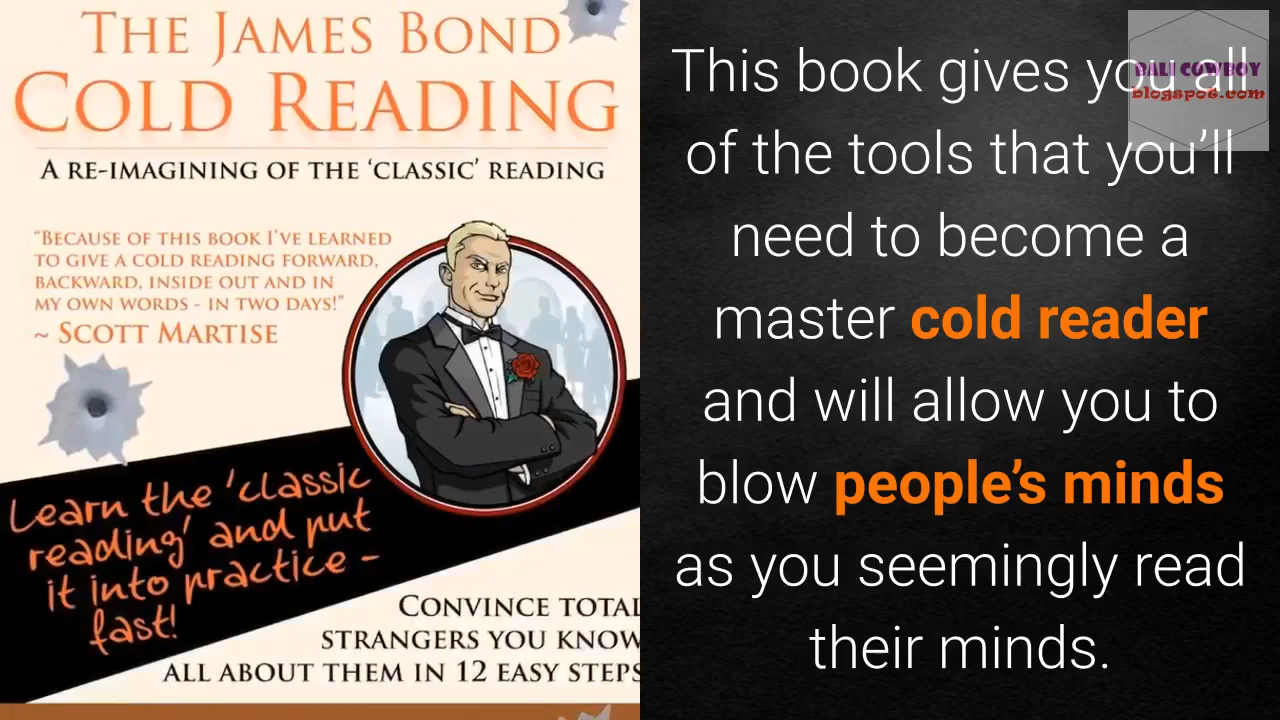 THE JAMES BOND
COLD READING
A RE-IMAGINING OF THE 'CLASSIC' READING
"BECAUSE OF THIS BOOK I'VE LEARNED
TO GIVE A COLD READING FORWARD,
BACKWARD, INSIDE OUT AND IN
MY OWN WORDS - IN TWO DAYS!"
~ SCOTT MARTISE
Learn the 'classic
reading' and put
it into practice -
fast!
CONVINCE TOTAL
STRANGERS YOU KNOW
ALL ABOUT THEM IN 12 EASY STEPS
This book gives you all
of the tools that you'll
need to become a
master cold reader
and will allow you to
blow people's minds
as you seemingly read
their minds.
BALI COWBOY
blogspot.com